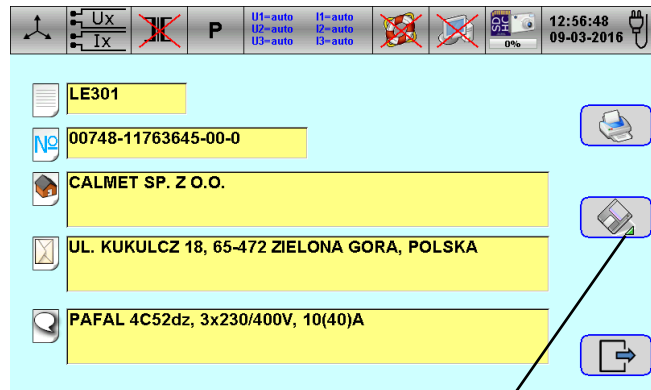 Ux
Ix
P
U1=auto I1=auto
U2=auto I2=auto
U3=auto I3=auto
SD
HC
0%
12:56:48
09-03-2016
LE301
Nº 00748-11763645-00-0
CALMET SP. Z O.O.
UL. KUKULCZ 18, 65-472 ZIELONA GORA, POLSKA
PAFAL 4C52dz, 3x230/400V, 10(40)A